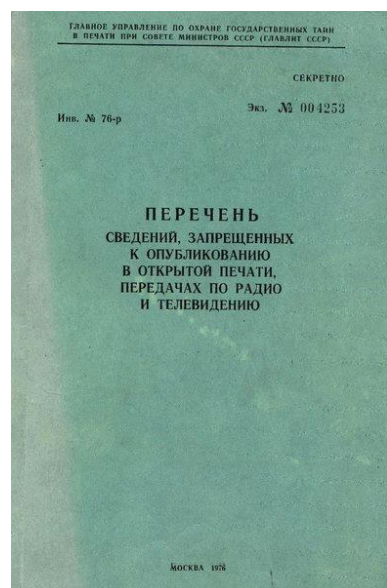 ГЛАВНОЕ УПРАВЛЕНИЕ ПО ОХРАНЕ ГОСУДАРСТВЕННЫХ ТАЙН
В ПЕЧАТИ ПРИ СОВЕТЕ МИНИСТРОВ СССР (ГЛАВЛИТ СССР)
СЕКРЕТНО
Экз. № 004253
Инв. № 76-р
ПЕРЕЧЕНЬ
СВЕДЕНИЙ, ЗАПРЕЩЕННЫХ
К ОПУБЛИКОВАНИЮ
В ОТКРЫТОЙ ПЕЧАТИ,
ПЕРЕДАЧАХ ПО РАДИО
И ТЕЛЕВИДЕНИЮ
МОСКВА 1976